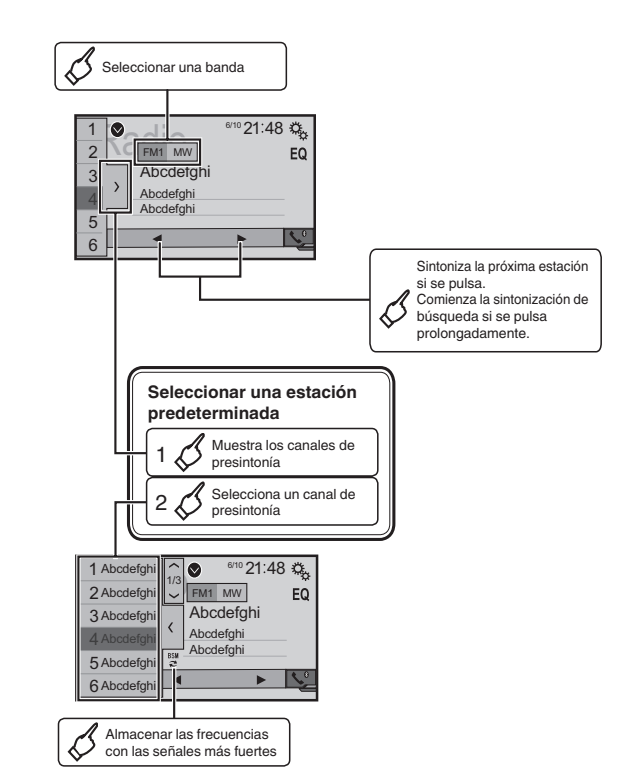 Seleccionar una banda
Radio
6/10 21:48
1
2
3
4
5
6
FM1 MW
EQ
Abcdefghi
Abcdefghi
Abcdefghi
Sintoniza la próxima estación
si se pulsa.
Comienza la sintonización de
búsqueda si se pulsa
prolongadamente.
Seleccionar una estación
predeterminada
1 Muestra los canales de
presintonía
2 Selecciona un canal de
presintonía
1 Abcdefghi
2 Abcdefghi
3 Abcdefghi
4 Abcdefghi
5 Abcdefghi
6 Abcdefghi
1/3
6/10 21:48
FM1 MW
EQ
Abcdefghi
Abcdefghi
Abcdefghi
BSM
Almacenar las frecuencias
con las señales más fuertes